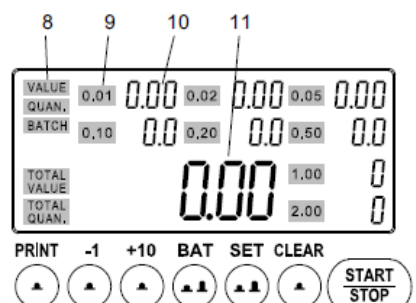 8 9 10 11
VALUE 0.01 0.00 0.02 0.00 0.05 0.00
QUAN.
BATCH 0,10 0.0 0,20 0.0 0,50 0.0
TOTAL VALUE 0.00 1.00 0
TOTAL QUAN. 2.00 0
PRINT -1 +10 BAT SET CLEAR
START
STOP